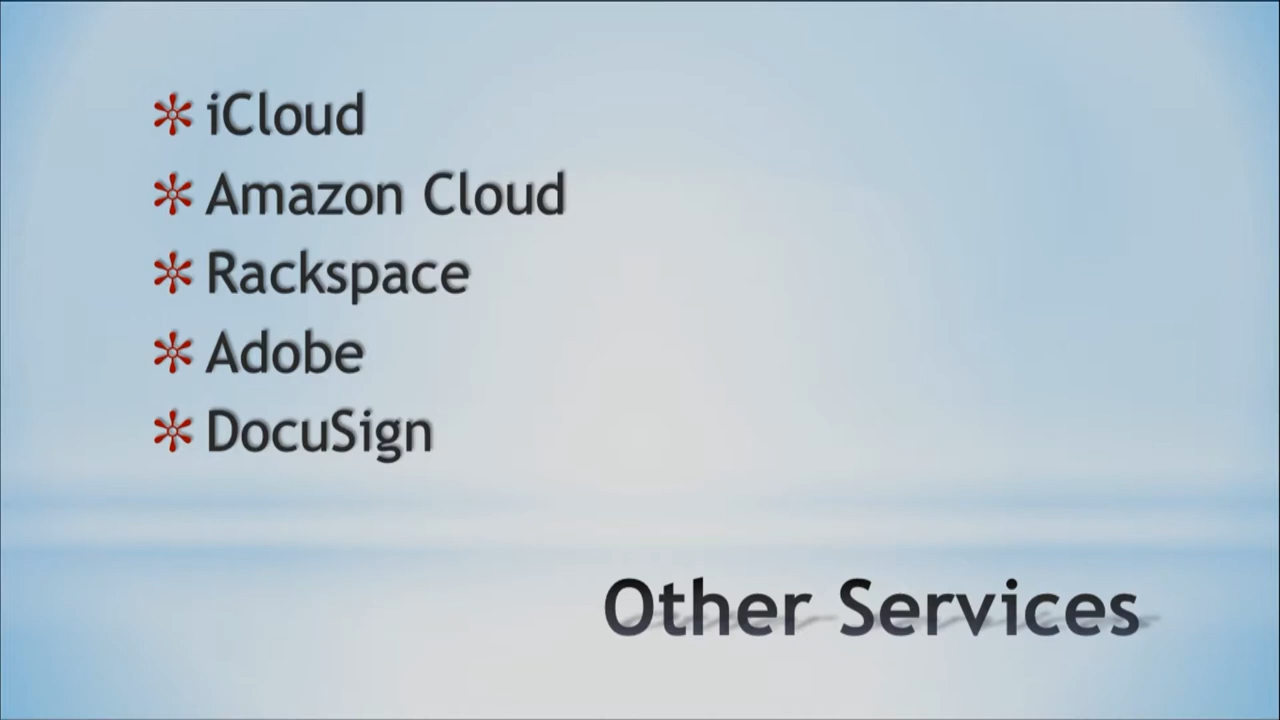 iCloud
Amazon Cloud
Rackspace
Adobe
DocuSign
Other Services